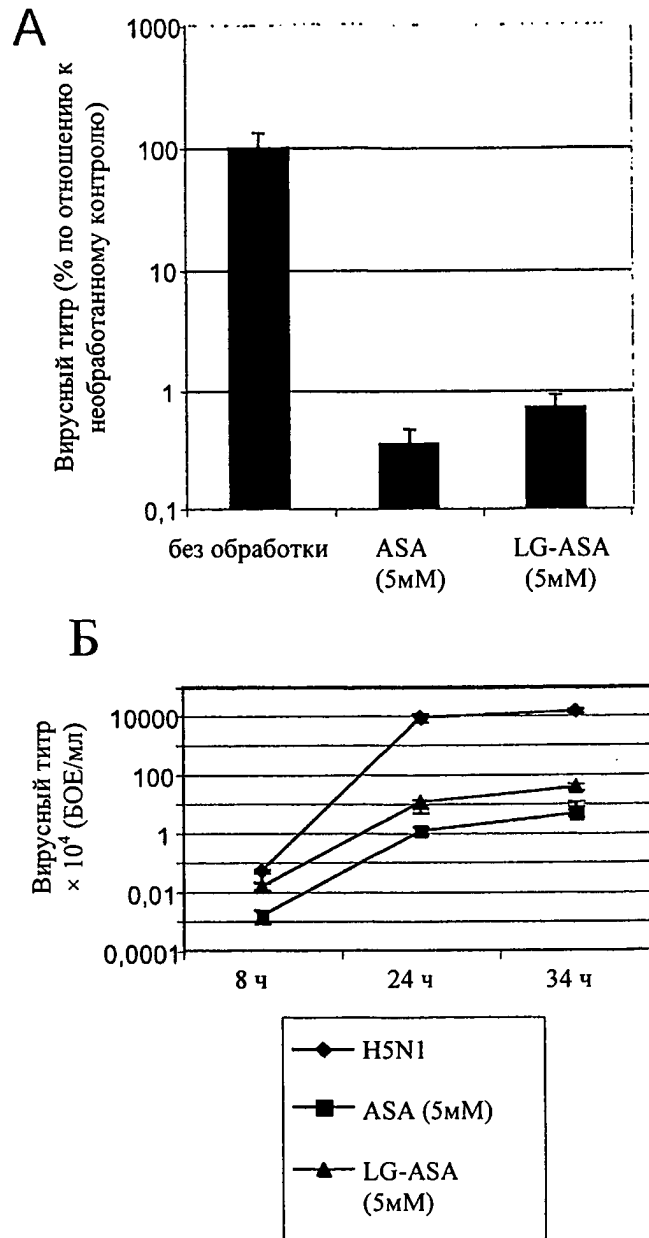 А
Вирусный титр (% по отношению к
необработанному контролю)
1000
100
10
1
0,1
без обработки
ASA
(5мМ)
LG-ASA
(5мМ)
Б
Вирусный титр
× 10⁴ (БОЕ/мл)
10000
100
1
0,01
0,0001
8 ч
24 ч
34 ч
H5N1
ASA (5мМ)
LG-ASA
(5мМ)